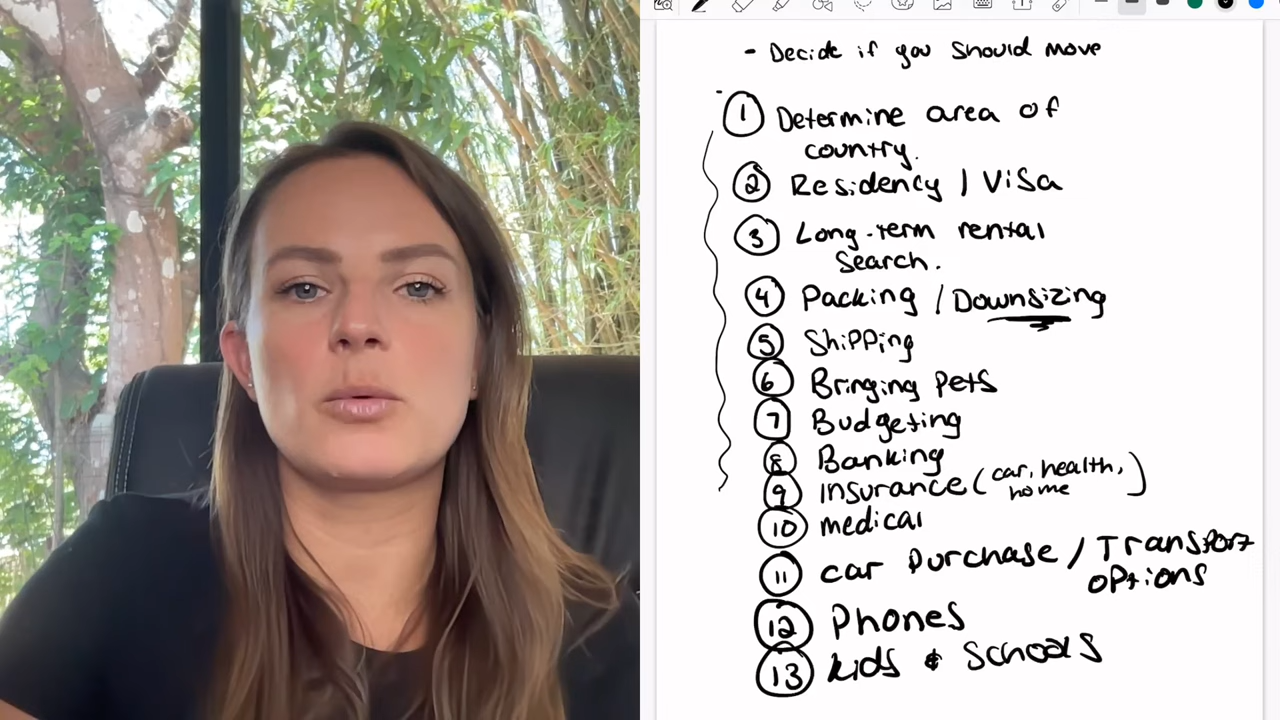 - Decide if you should move
1 Determine area of
country.
2 Residency / Visa
3 Long-term rental
search.
4 Packing / Downsizing
5 Shipping
6 Bringing pets
7 Budgeting
8 Banking
9 Insurance (car, health,
home)
10 medical
11 car purchase / Transport
options
12 Phones
13 kids & Schools